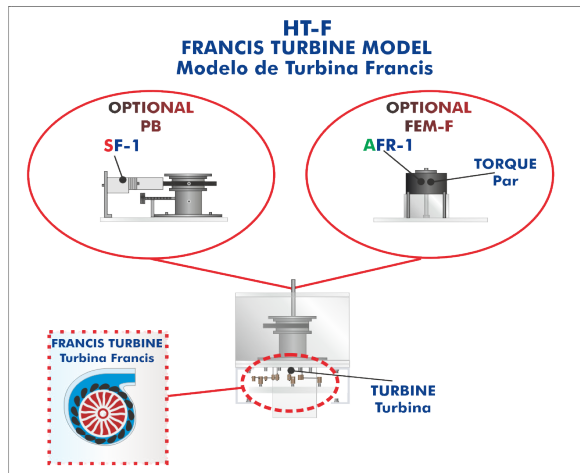 HT-F
FRANCIS TURBINE MODEL
Modelo de Turbina Francis
OPTIONAL
PB
SF-1
OPTIONAL
FEM-F
AFR-1
TORQUE
Par
FRANCIS TURBINE
Turbina Francis
TURBINE
Turbina